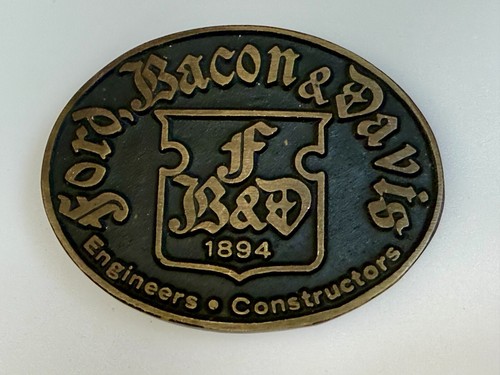 Ford, Bacon & Davis
F
B&D
1894
Engineers • Constructors